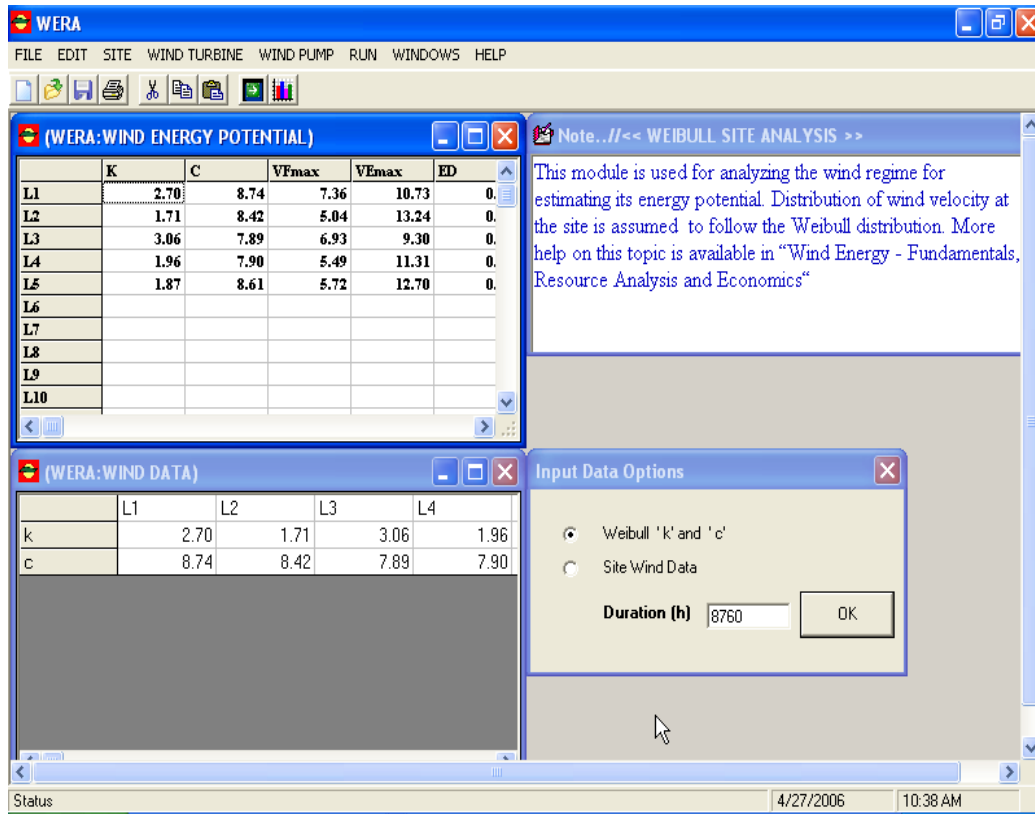 WERA
FILE EDIT SITE WIND TURBINE WIND PUMP RUN WINDOWS HELP
(WERA:WIND ENERGY POTENTIAL)
K C VFmax VEmax ED
L1 2.70 8.74 7.36 10.73 0.
L2 1.71 8.42 5.04 13.24 0.
L3 3.06 7.89 6.93 9.30 0.
L4 1.96 7.90 5.49 11.31 0.
L5 1.87 8.61 5.72 12.70 0.
L6
L7
L8
L9
L10
Note..//<< WEIBULL SITE ANALYSIS >>
This module is used for analyzing the wind regime for
estimating its energy potential. Distribution of wind velocity at
the site is assumed to follow the Weibull distribution. More
help on this topic is available in “Wind Energy - Fundamentals,
Resource Analysis and Economics“
(WERA:WIND DATA)
L1 L2 L3 L4
k 2.70 1.71 3.06 1.96
c 8.74 8.42 7.89 7.90
Input Data Options
Weibull 'k' and 'c'
Site Wind Data
Duration (h) 8760 OK
Status 4/27/2006 10:38 AM